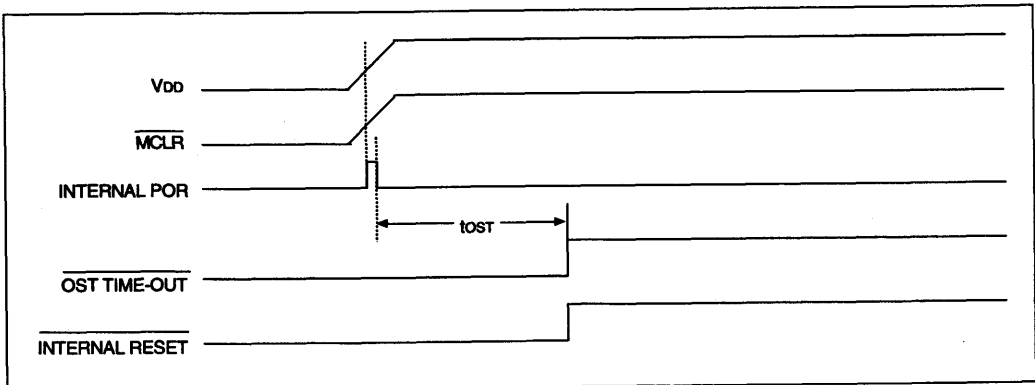 VDD
MCLR
INTERNAL POR
tOST
OST TIME-OUT
INTERNAL RESET